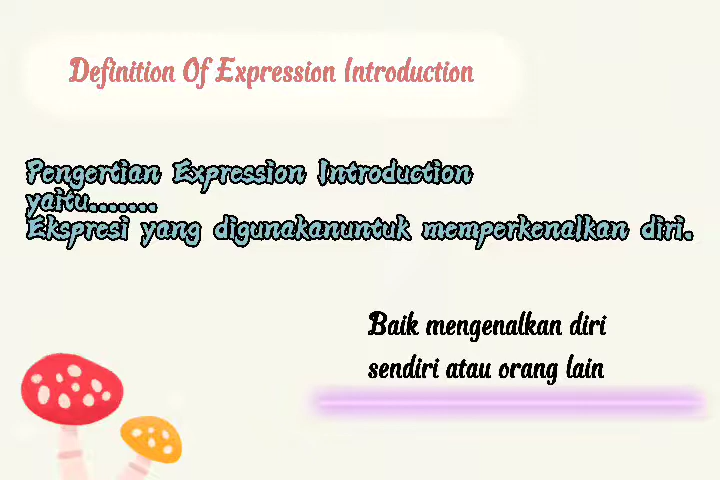 Definition Of Expression Introduction
Pengertian Expression Introduction
yaitu.......
Ekspresi yang digunakanuntuk memperkenalkan diri.
Baik mengenalkan diri
sendiri atau orang lain